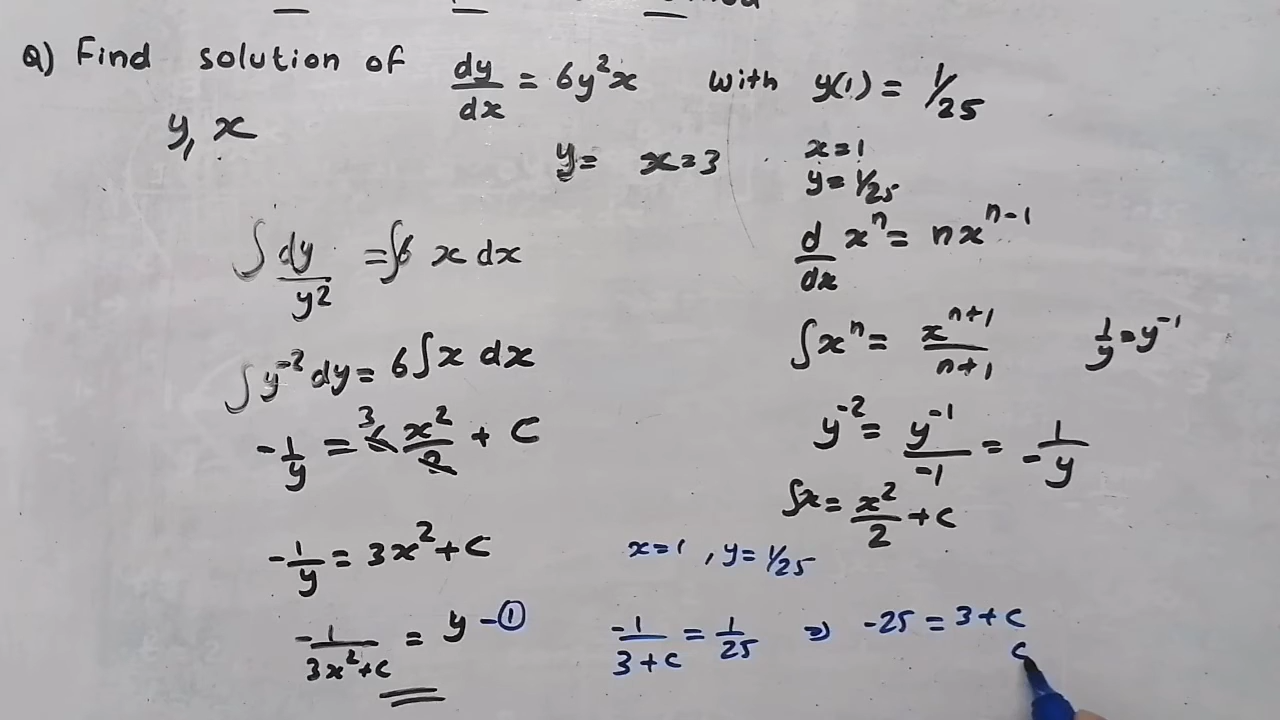 Q) Find solution of dy/dx = 6y²x with y(1) = 1/25
y, x
y= x=3
x=1
y=1/25
∫ dy/y² = ∫6 x dx
d/dx xⁿ = nxⁿ⁻¹
∫xⁿ = xⁿ⁺¹/n+1
1/y=y⁻¹
∫y⁻² dy = 6∫x dx
-1/y = 3 6 x²/2 + C
y⁻² = y⁻¹/-1 = -1/y
∫x = x²/2 + c
-1/y = 3x² + C
x=1, y=1/25
-1/3x²+c = y -①
-1/3+c = 1/25 ⇒ -25 = 3+c
c